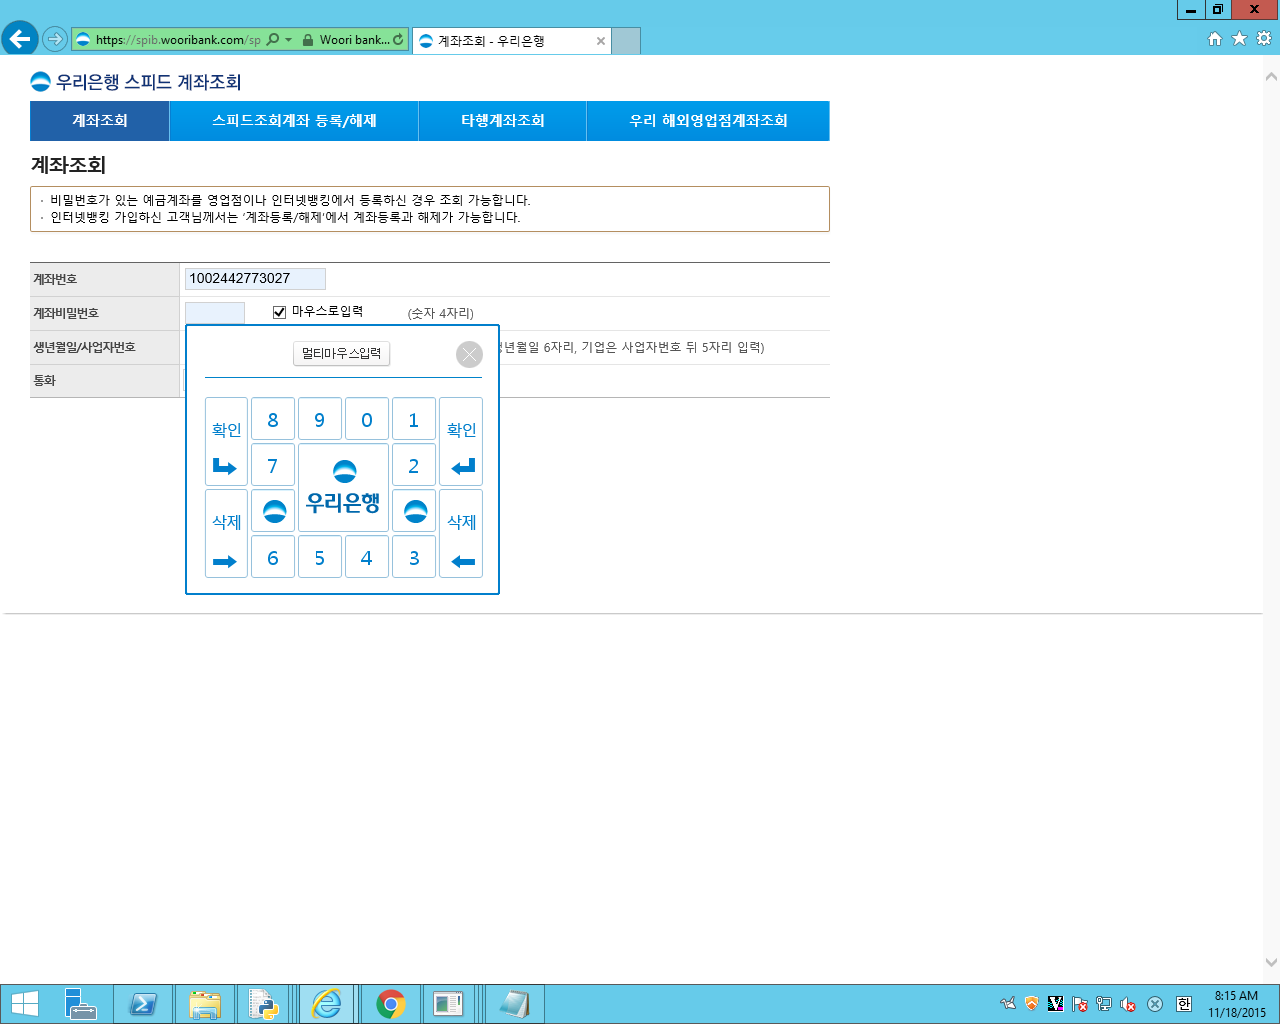 https://spib.wooribank.com/sp
Woori bank...
계좌조회 - 우리은행
우리은행 스피드 계좌조회
계좌조회
스피드조회계좌 등록/해제
타행계좌조회
우리 해외영업점계좌조회
계좌조회
· 비밀번호가 있는 예금계좌를 영업점이나 인터넷뱅킹에서 등록하신 경우 조회 가능합니다.
· 인터넷뱅킹 가입하신 고객님께서는 '계좌등록/해제'에서 계좌등록과 해제가 가능합니다.
계좌번호
1002442773027
계좌비밀번호
마우스로입력
(숫자 4자리)
생년월일/사업자번호
생년월일 6자리, 기업은 사업자번호 뒤 5자리 입력)
통화
멀티마우스입력
확인 8 9 0 1 확인
7 우리은행 2
삭제 삭제
6 5 4 3
한
8:15 AM
11/18/2015